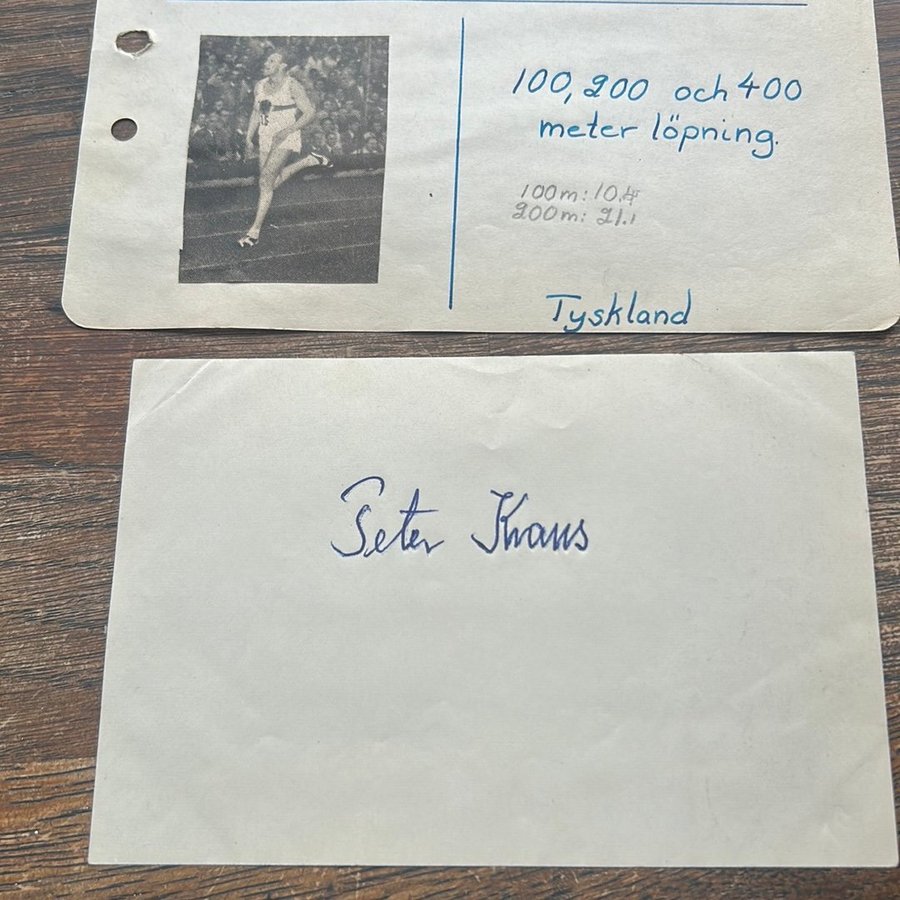 100, 200 och 400
meter löpning.
100m: 10.4
200m: 21.1
Tyskland
Peter Kraus